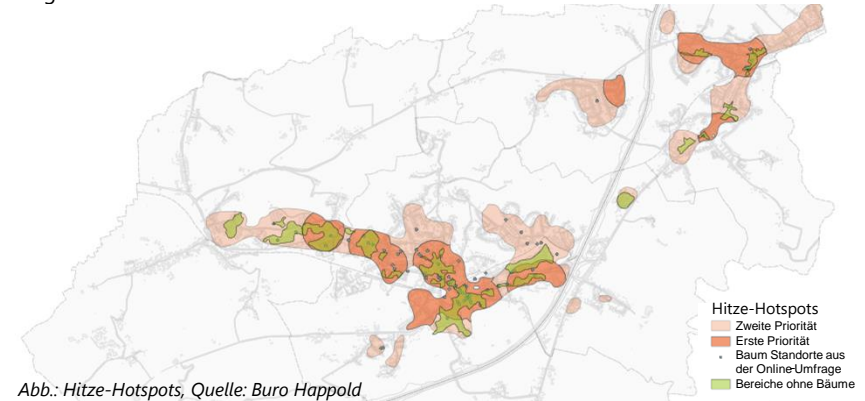 Hitze-Hotspots
Zweite Priorität
Erste Priorität
Baum Standorte aus
der Online-Umfrage
Bereiche ohne Bäume
Abb.: Hitze-Hotspots, Quelle: Buro Happold